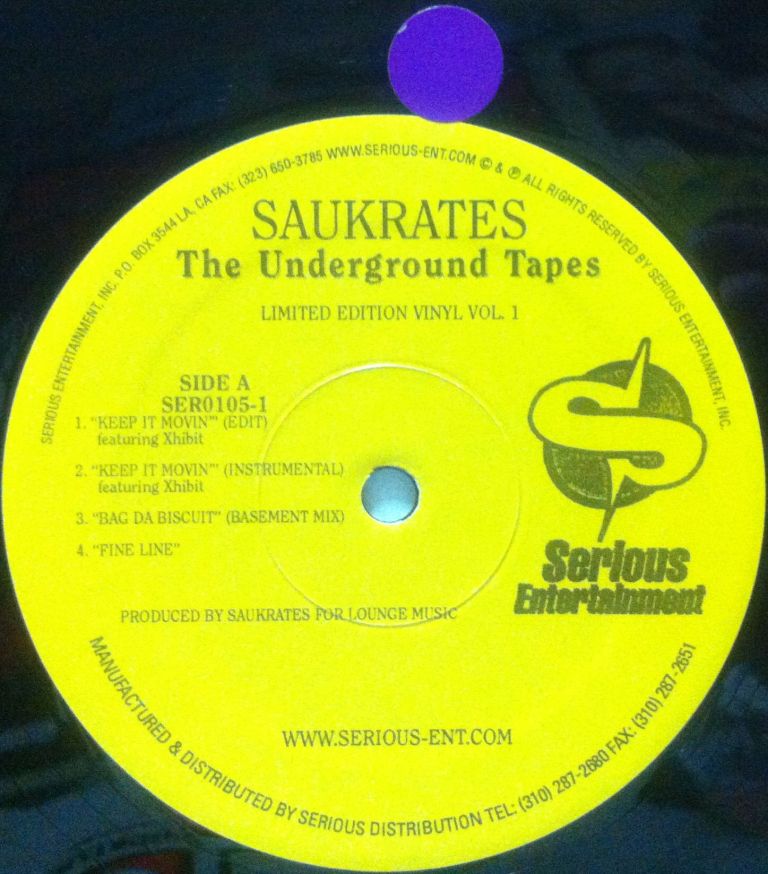 SERIOUS ENTERTAINMENT, INC. P.O. BOX 3544 LA, CA FAX: (323) 650-3785 WWW.SERIOUS-ENT.COM © & ℗ ALL RIGHTS RESERVED BY SERIOUS ENTERTAINMENT, INC.
SAUKRATES
The Underground Tapes
LIMITED EDITION VINYL VOL. 1
SIDE A
SER0105-1
1. "KEEP IT MOVIN'" (EDIT)
featuring Xhibit
2. "KEEP IT MOVIN'" (INSTRUMENTAL)
featuring Xhibit
3. "BAG DA BISCUIT" (BASEMENT MIX)
4. "FINE LINE"
Serious
Entertainment
PRODUCED BY SAUKRATES FOR LOUNGE MUSIC
WWW.SERIOUS-ENT.COM
MANUFACTURED & DISTRIBUTED BY SERIOUS DISTRIBUTION TEL: (310) 287-2680 FAX: (310) 287-2651